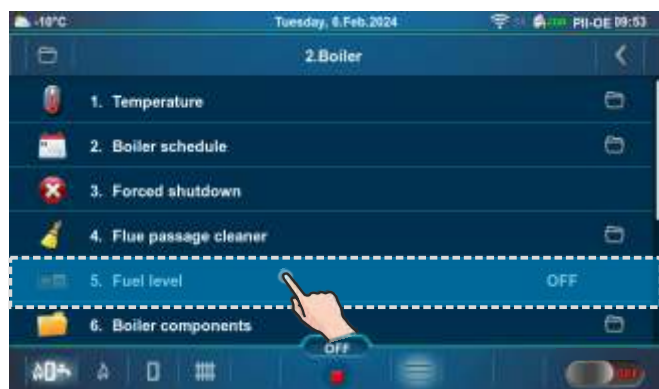 -10°C Tuesday, 6.Feb.2024 PII-OE 09:53
2.Boiler
1. Temperature
2. Boiler schedule
3. Forced shutdown
4. Flue passage cleaner
5. Fuel level OFF
6. Boiler components
OFF
OFF